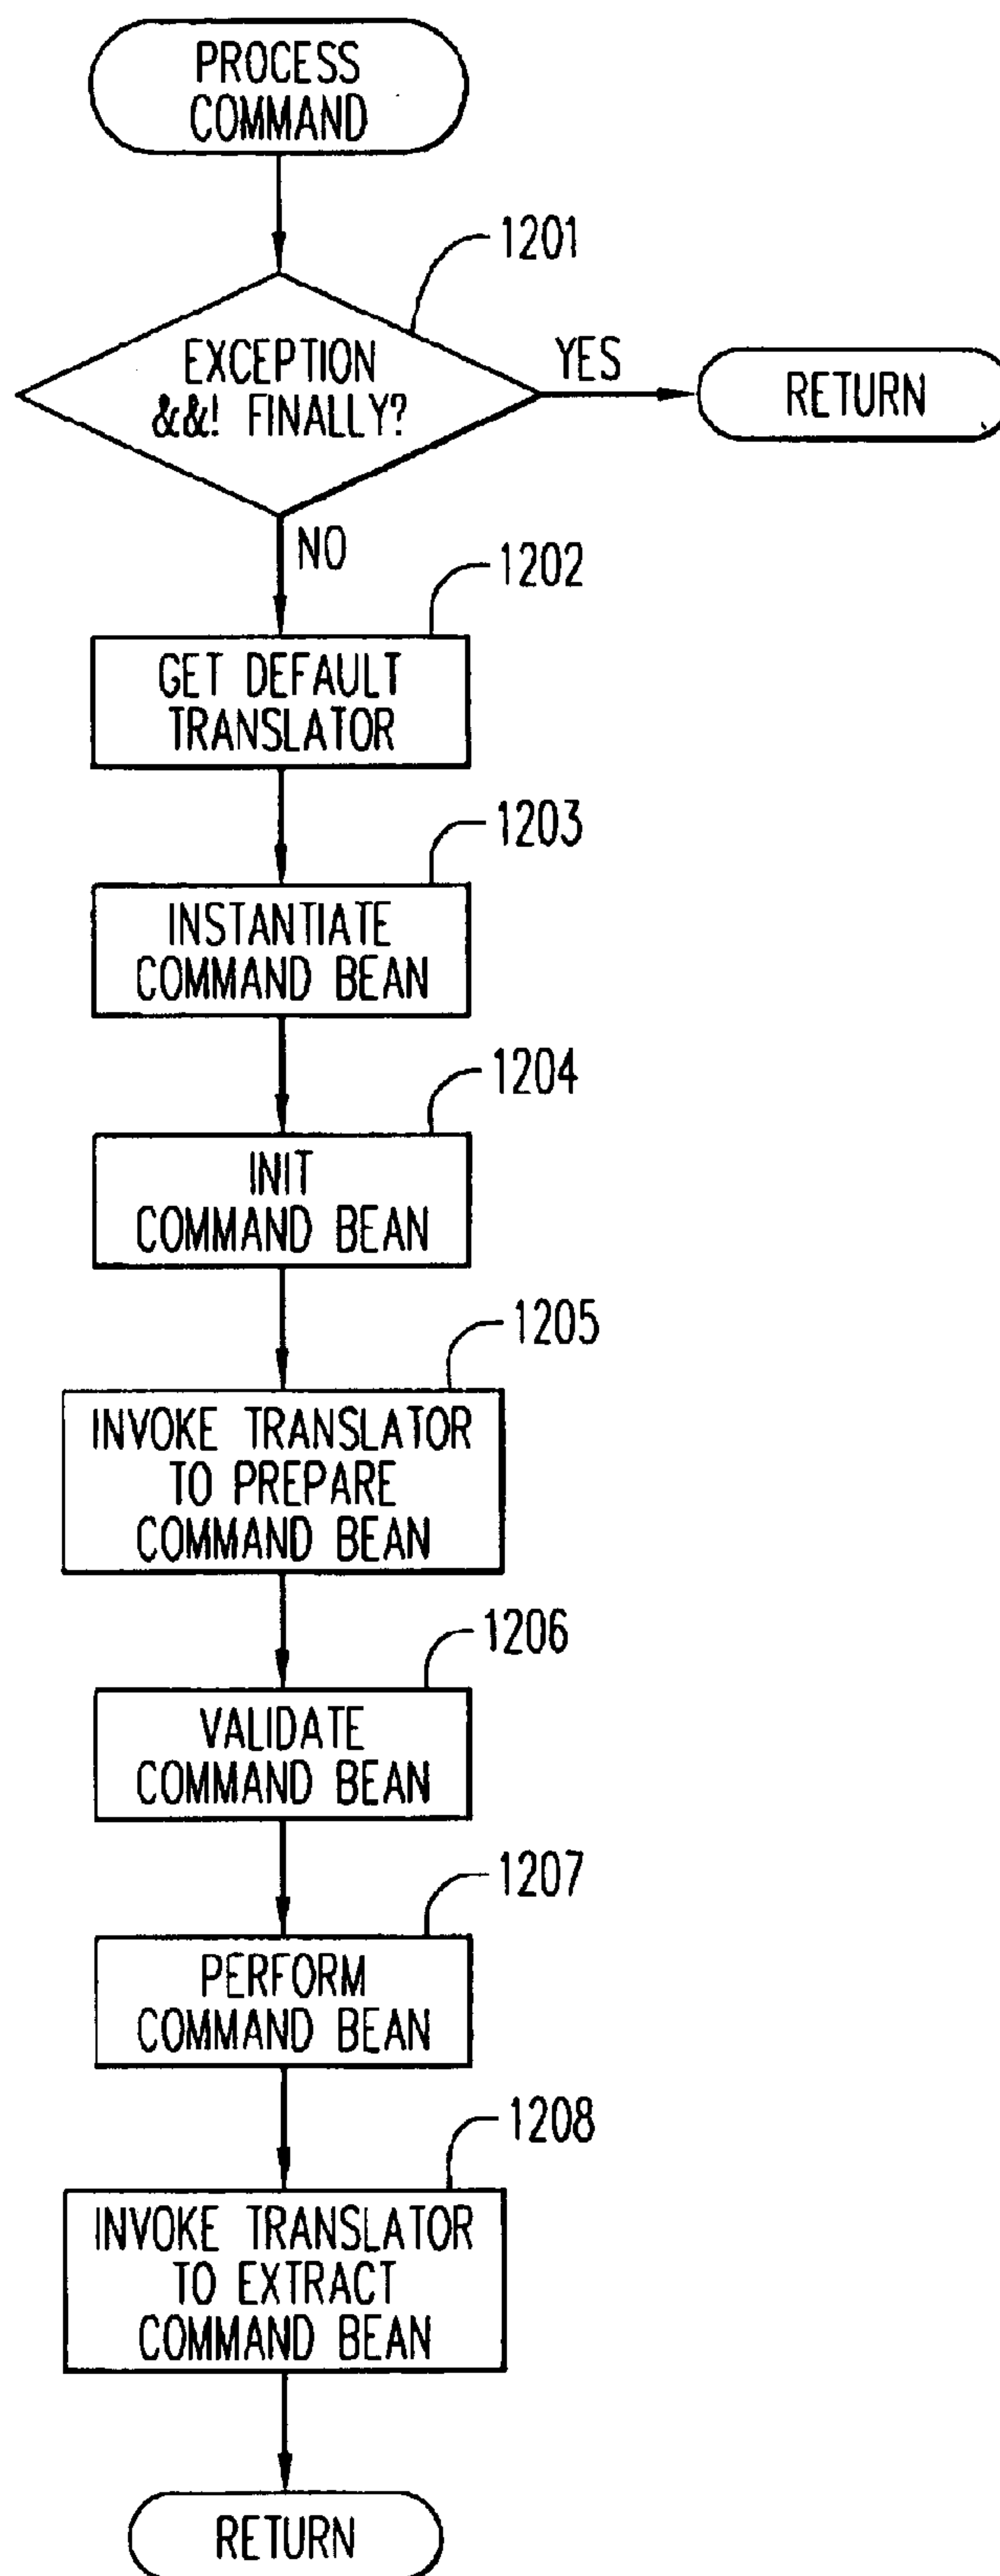 PROCESS
COMMAND
1201
EXCEPTION
&&! FINALLY?
YES
RETURN
NO
1202
GET DEFAULT
TRANSLATOR
1203
INSTANTIATE
COMMAND BEAN
1204
INIT
COMMAND BEAN
1205
INVOKE TRANSLATOR
TO PREPARE
COMMAND BEAN
1206
VALIDATE
COMMAND BEAN
1207
PERFORM
COMMAND BEAN
1208
INVOKE TRANSLATOR
TO EXTRACT
COMMAND BEAN
RETURN